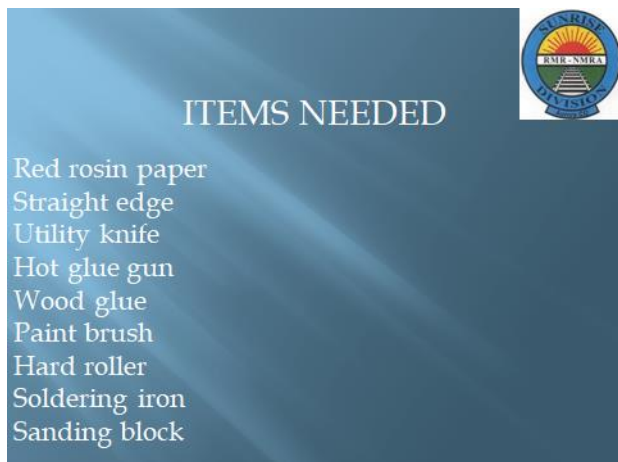 SUNRISE
RMR-NMRA
DIVISION
ITEMS NEEDED
Red rosin paper
Straight edge
Utility knife
Hot glue gun
Wood glue
Paint brush
Hard roller
Soldering iron
Sanding block